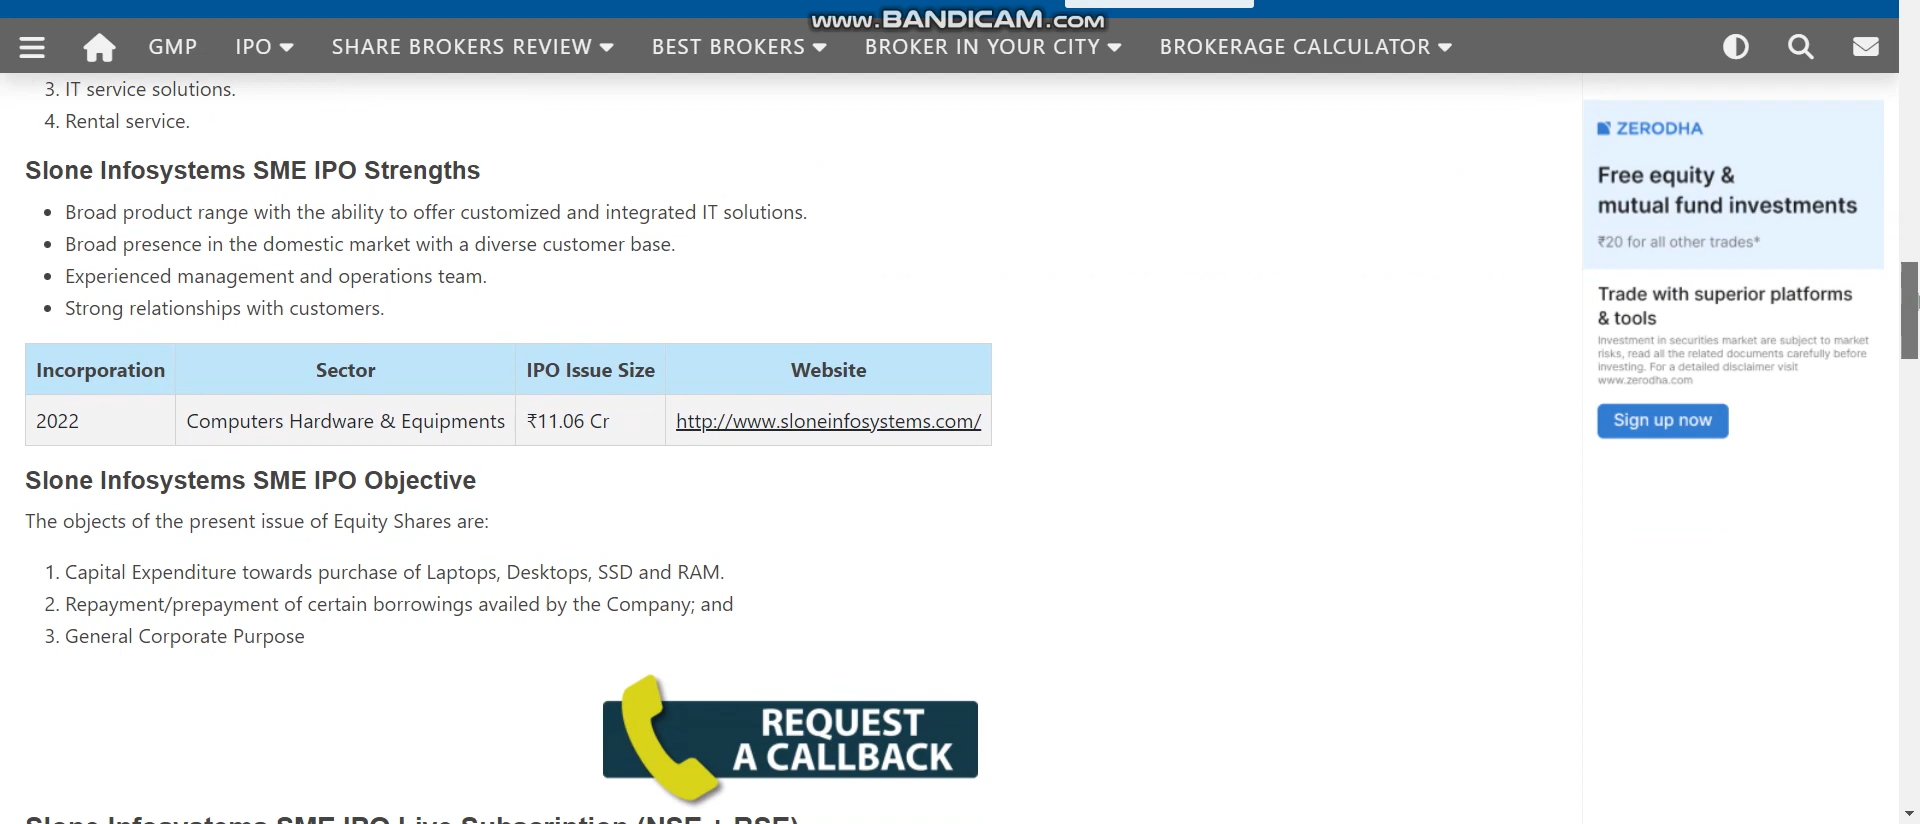 www.BANDICAM.com
GMP IPO SHARE BROKERS REVIEW BEST BROKERS BROKER IN YOUR CITY BROKERAGE CALCULATOR
3. IT service solutions.
4. Rental service.
Slone Infosystems SME IPO Strengths
• Broad product range with the ability to offer customized and integrated IT solutions.
• Broad presence in the domestic market with a diverse customer base.
• Experienced management and operations team.
• Strong relationships with customers.
Incorporation Sector IPO Issue Size Website
2022 Computers Hardware & Equipments ₹11.06 Cr http://www.sloneinfosystems.com/
Slone Infosystems SME IPO Objective
The objects of the present issue of Equity Shares are:
1. Capital Expenditure towards purchase of Laptops, Desktops, SSD and RAM.
2. Repayment/prepayment of certain borrowings availed by the Company; and
3. General Corporate Purpose
REQUEST
A CALLBACK
Slone Infosystems SME IPO Live Subscription (NSE + BSE)
ZERODHA
Free equity &
mutual fund investments
₹20 for all other trades*
Trade with superior platforms
& tools
Investment in securities market are subject to market
risks, read all the related documents carefully before
investing. For a detailed disclaimer visit
www.zerodha.com
Sign up now